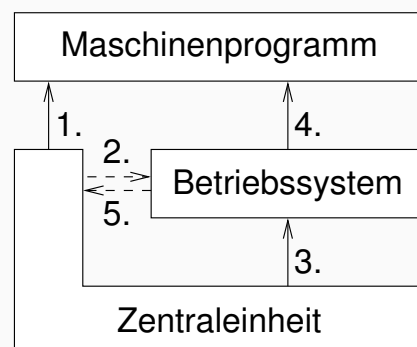 Maschinenprogramm
1.
4.
2.
Betriebssystem
5.
3.
Zentraleinheit